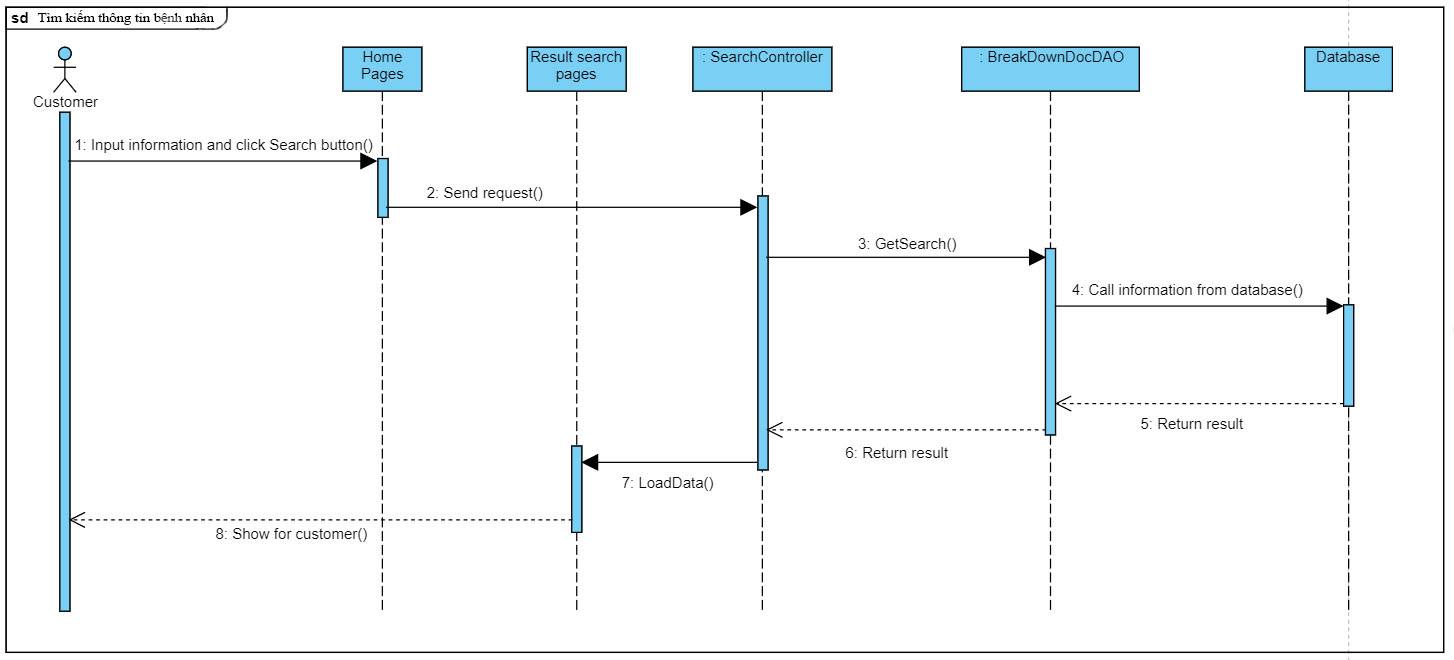 sd Tìm kiếm thông tin bệnh nhân
Customer
Home
Pages
Result search
pages
: SearchController
: BreakDownDocDAO
Database
1: Input information and click Search button()
2: Send request()
3: GetSearch()
4: Call information from database()
5: Return result
6: Return result
7: LoadData()
8: Show for customer()